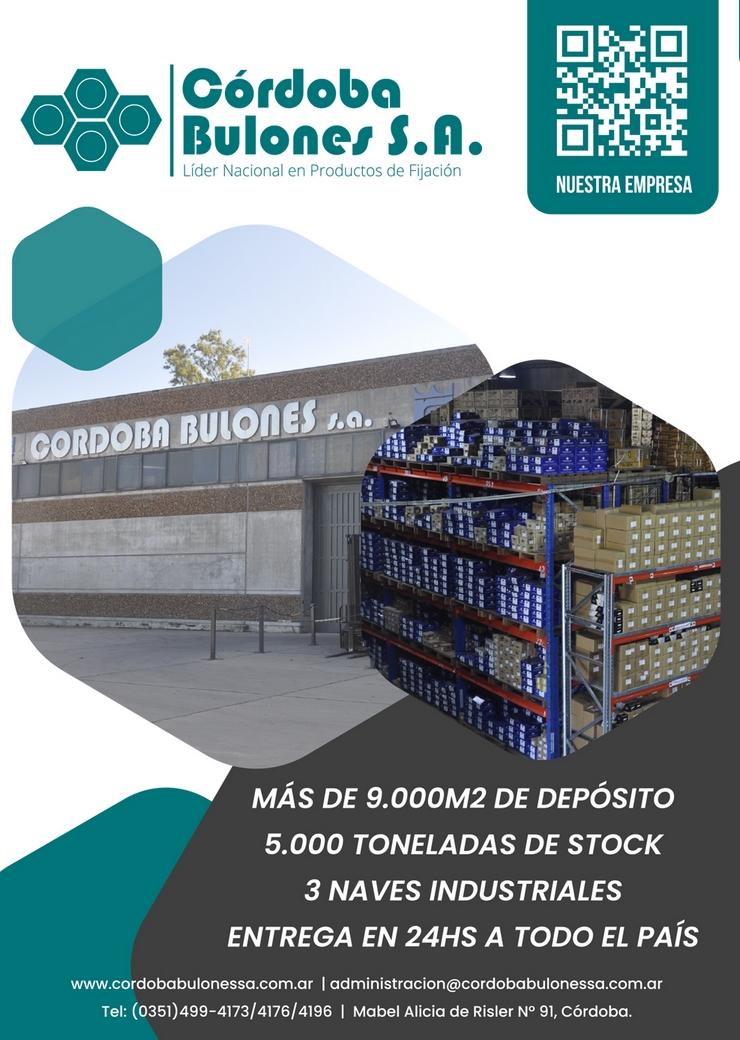 Córdoba
Bulones S.A.
Líder Nacional en Productos de Fijación
NUESTRA EMPRESA
CORDOBA BULONES s.a.
MÁS DE 9.000M2 DE DEPÓSITO
5.000 TONELADAS DE STOCK
3 NAVES INDUSTRIALES
ENTREGA EN 24HS A TODO EL PAÍS
www.cordobabulonessa.com.ar | administracion@cordobabulonessa.com.ar
Tel: (0351)499-4173/4176/4196 | Mabel Alicia de Risler N° 91, Córdoba.